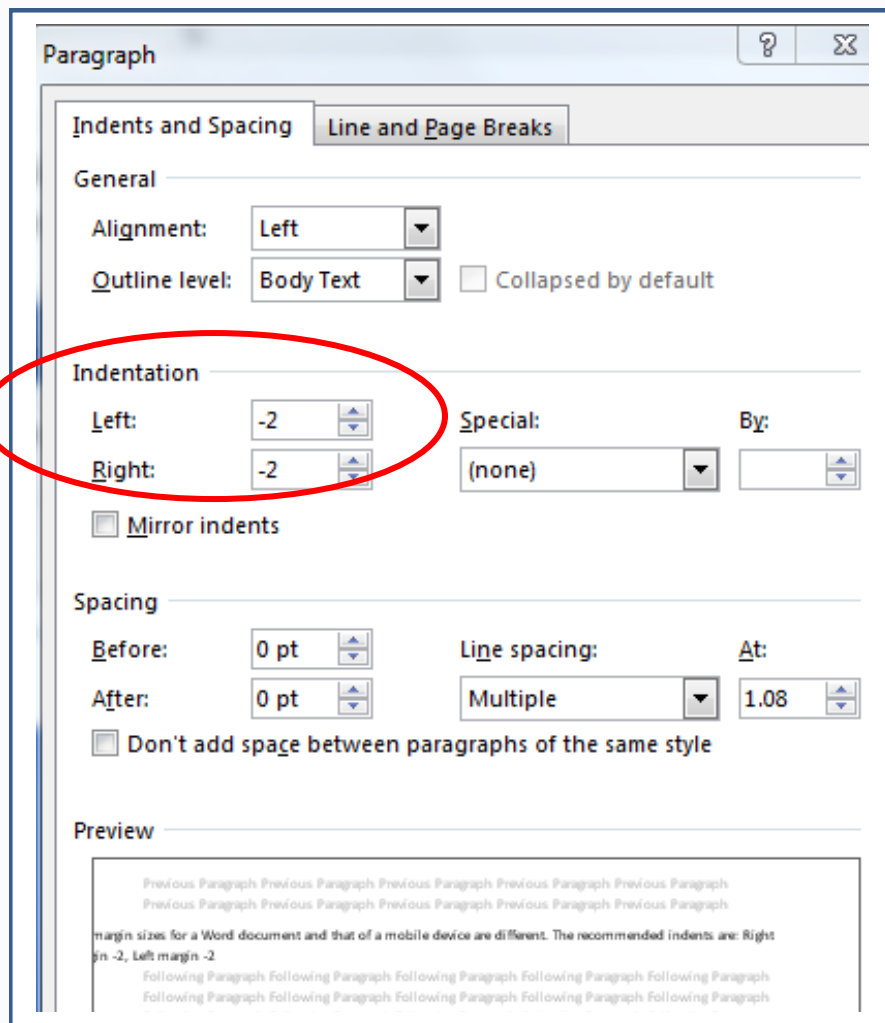 Paragraph
Indents and Spacing Line and Page Breaks
General
Alignment: Left
Outline level: Body Text Collapsed by default
Indentation
Left: -2 Special: By:
Right: -2 (none)
Mirror indents
Spacing
Before: 0 pt Line spacing: At:
After: 0 pt Multiple 1.08
Don't add space between paragraphs of the same style
Preview
Previous Paragraph Previous Paragraph Previous Paragraph Previous Paragraph Previous Paragraph
Previous Paragraph Previous Paragraph Previous Paragraph Previous Paragraph Previous Paragraph
margin sizes for a Word document and that of a mobile device are different. The recommended indents are: Right
gin -2, Left margin -2
Following Paragraph Following Paragraph Following Paragraph Following Paragraph Following Paragraph
Following Paragraph Following Paragraph Following Paragraph Following Paragraph Following Paragraph